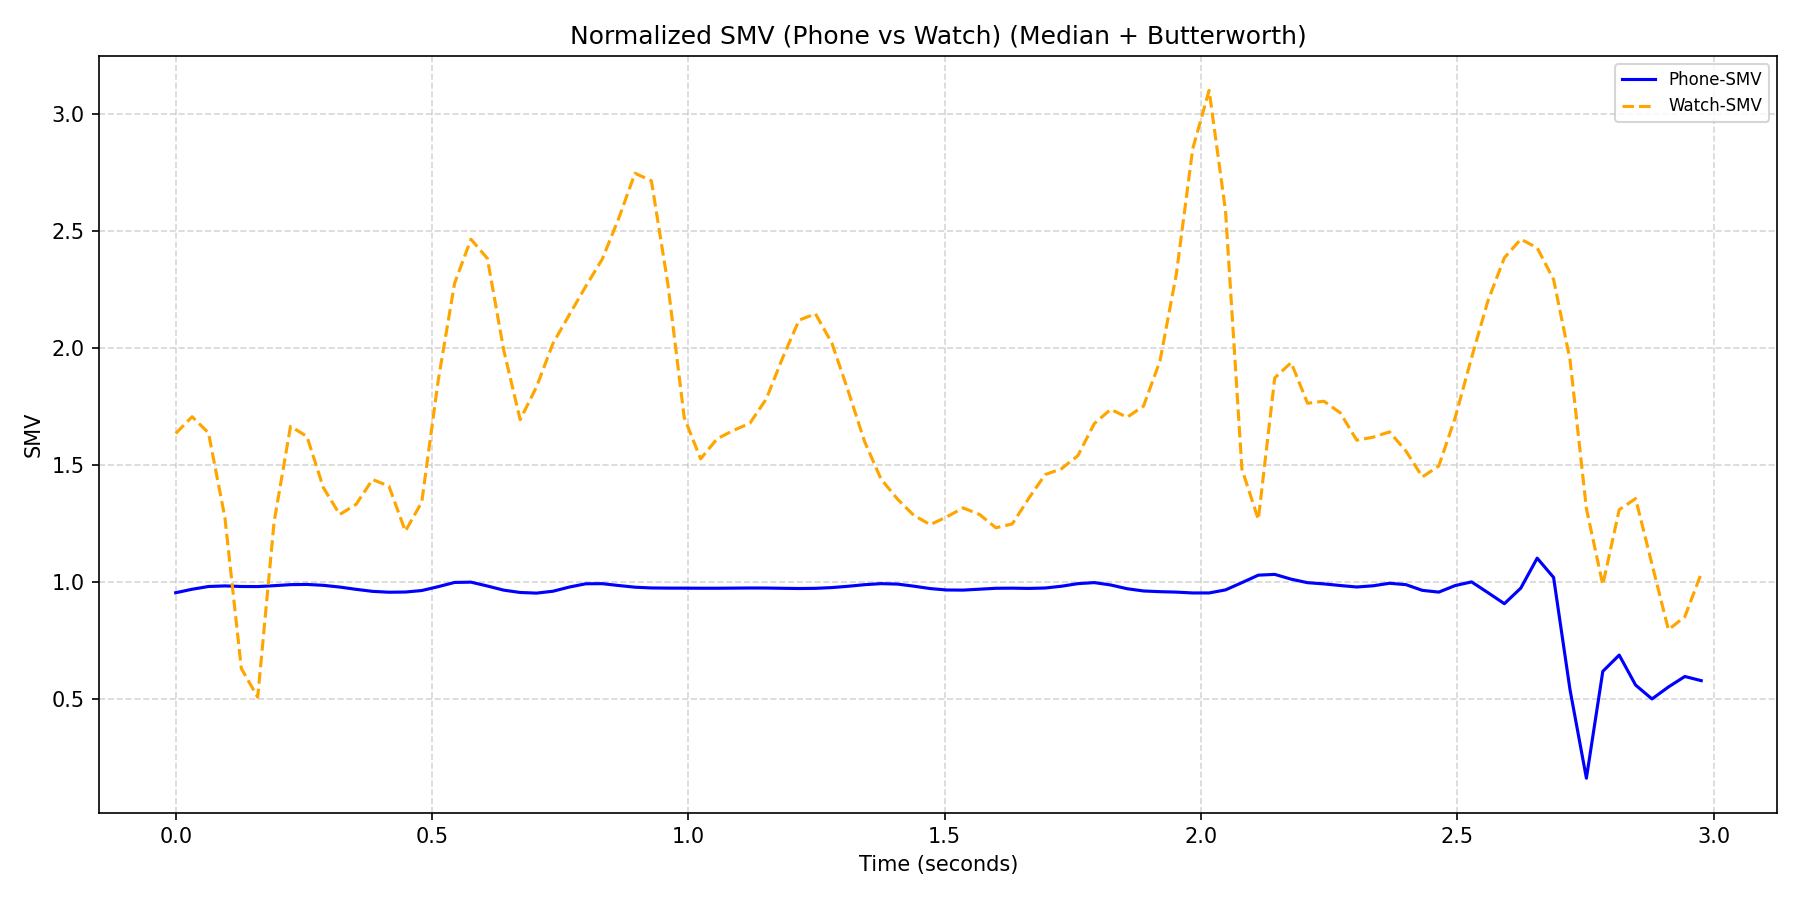 Normalized SMV (Phone vs Watch) (Median + Butterworth)
Phone-SMV
Watch-SMV
3.0
2.5
2.0
1.5
1.0
0.5
SMV
0.0 0.5 1.0 1.5 2.0 2.5 3.0
Time (seconds)